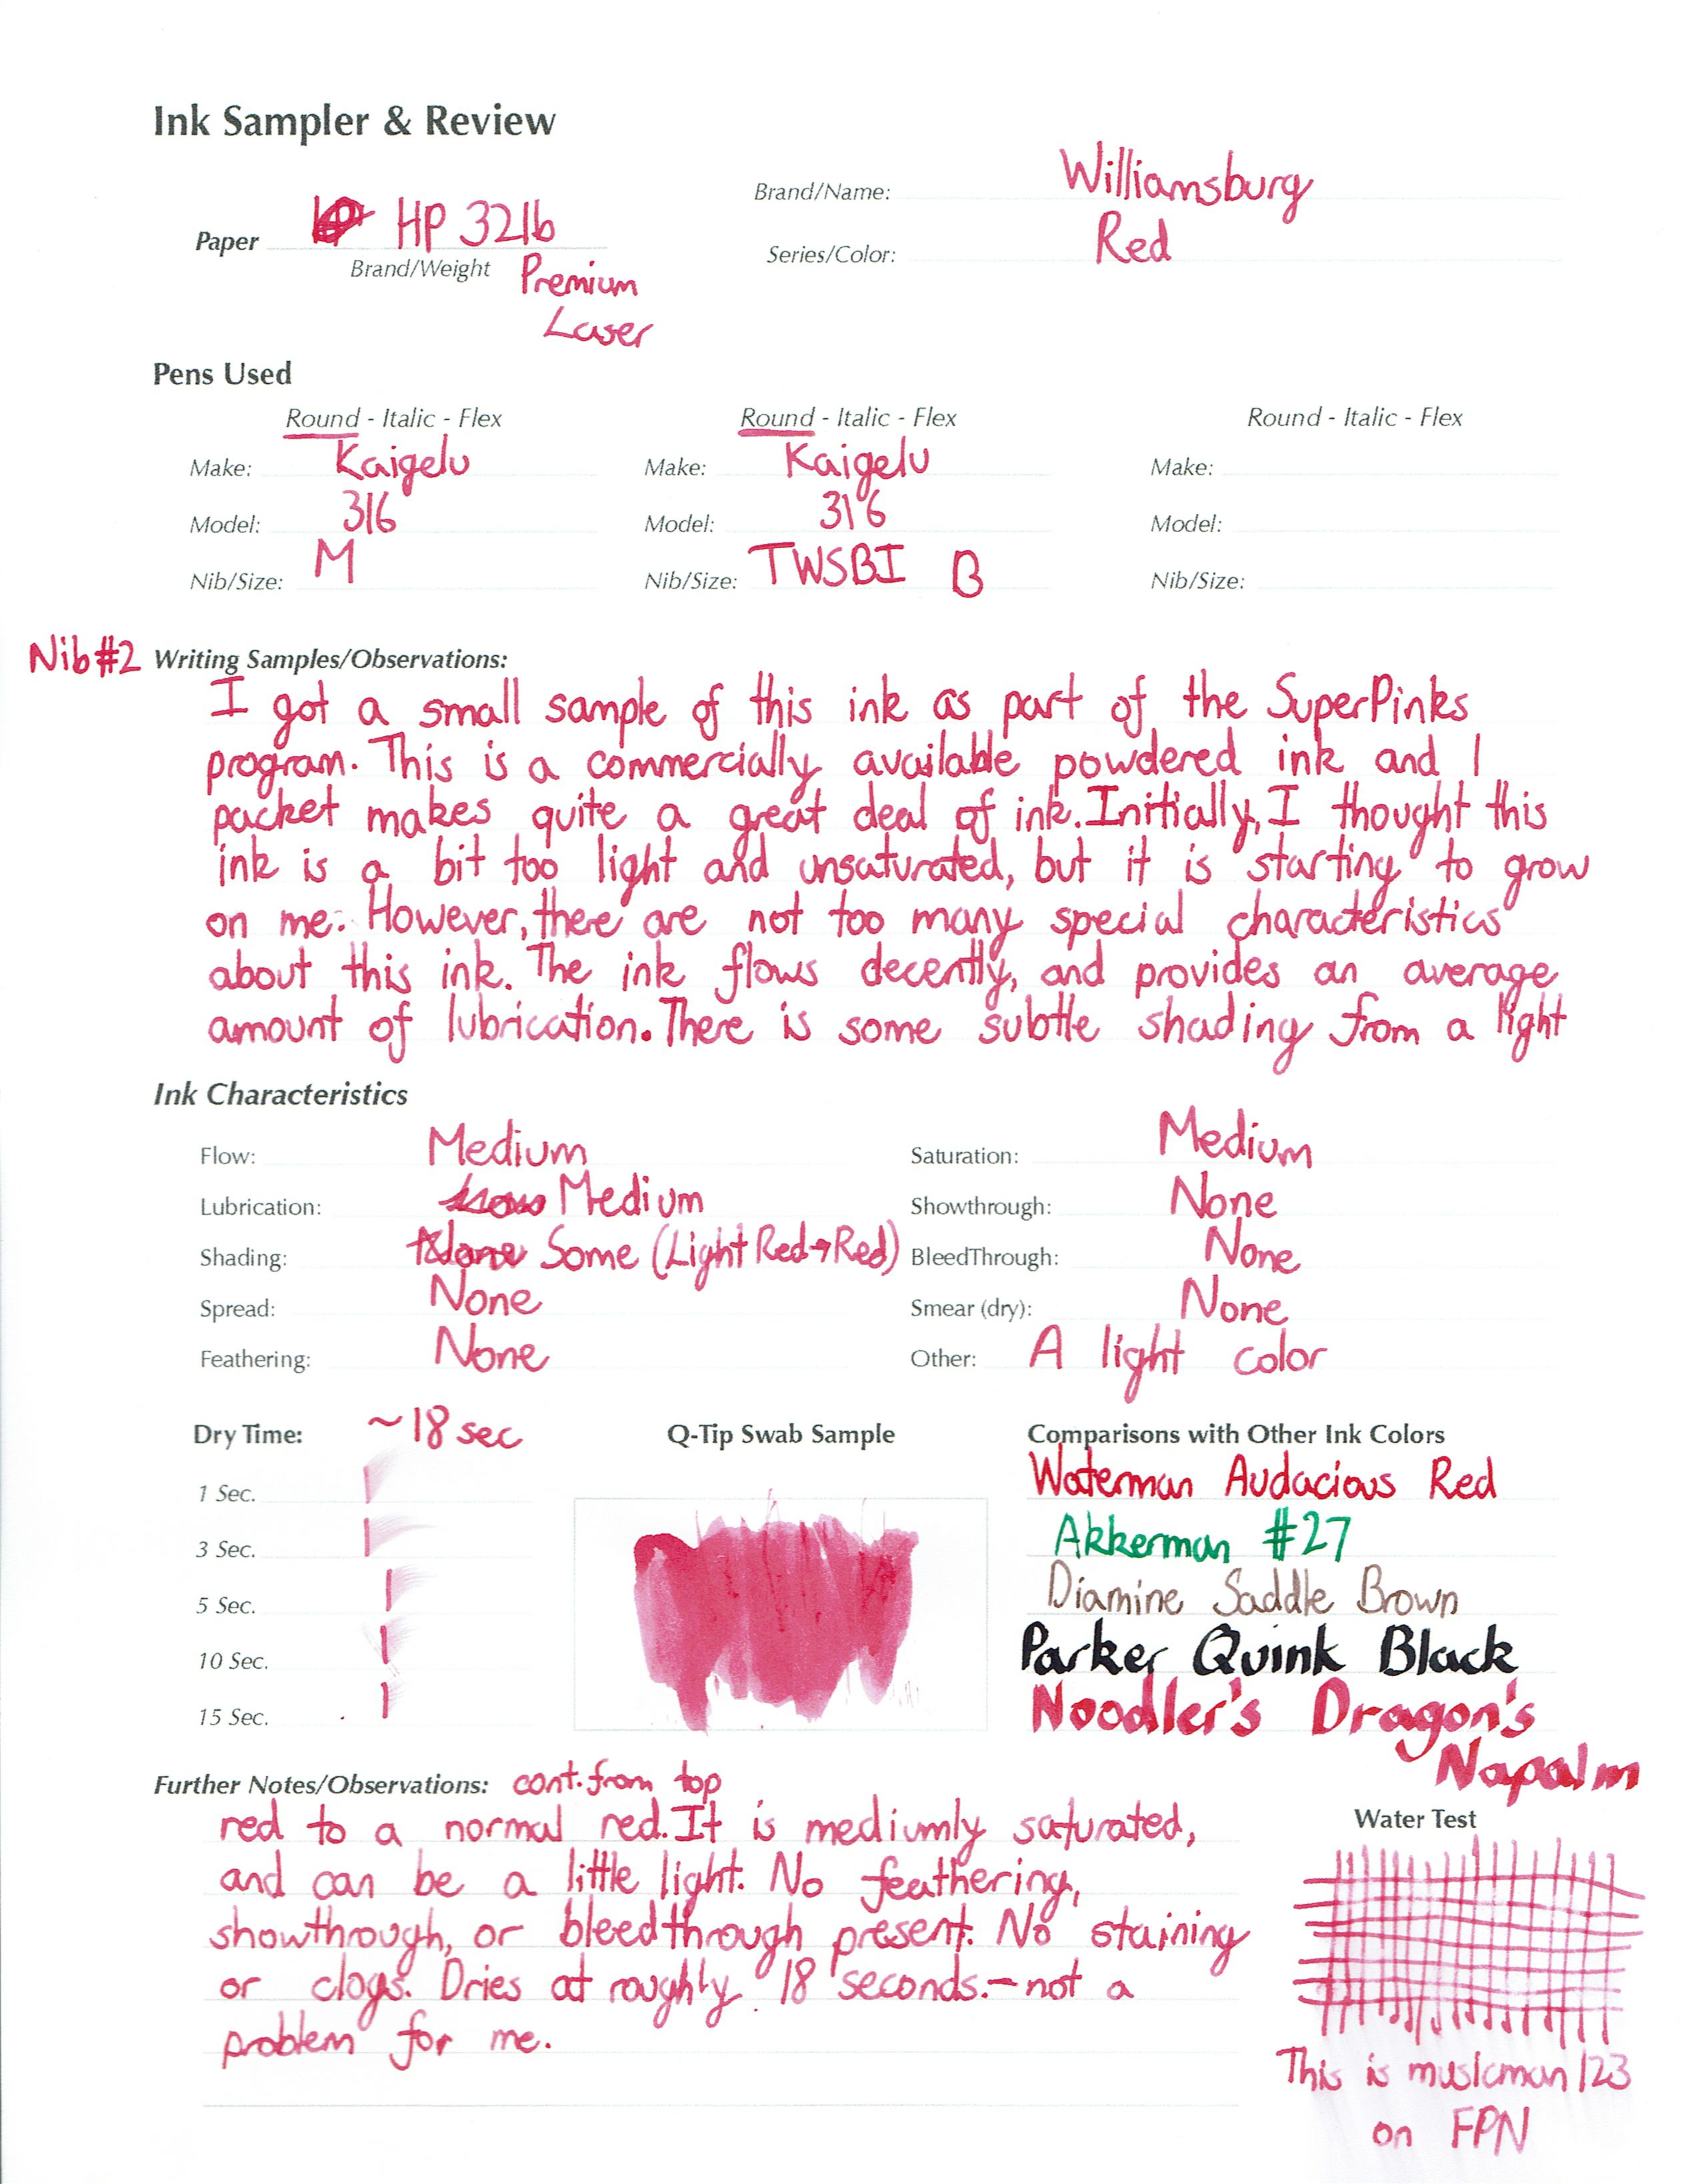 Ink Sampler & Review
Brand/Name: Williamsburg
Paper HP 32lb
Brand/Weight Premium
Laser
Series/Color: Red
Pens Used
Round - Italic - Flex
Make: Kaigelu
Model: 316
Nib/Size: M
Round - Italic - Flex
Make: Kaigelu
Model: 316
Nib/Size: TWSBI B
Round - Italic - Flex
Make:
Model:
Nib/Size:
Nib #2 Writing Samples/Observations:
I got a small sample of this ink as part of the SuperPinks
program. This is a commercially available powdered ink and 1
packet makes quite a great deal of ink. Initially, I thought this
ink is a bit too light and unsaturated, but it is starting to grow
on me. However, there are not too many special characteristics
about this ink. The ink flows decently, and provides an average
amount of lubrication. There is some subtle shading from a light
Ink Characteristics
Flow: Medium
Lubrication: Medium
Shading: None Some (Light Red→Red)
Spread: None
Feathering: None
Saturation: Medium
Showthrough: None
BleedThrough: None
Smear (dry): None
Other: A light color
Dry Time: ~18 sec
1 Sec.
3 Sec.
5 Sec.
10 Sec.
15 Sec.
Q-Tip Swab Sample
Comparisons with Other Ink Colors
Waterman Audacious Red
Akkerman #27
Diamine Saddle Brown
Parker Quink Black
Noodler's Dragon's
Napalm
Further Notes/Observations: cont. from top
red to a normal red. It is mediumly saturated,
and can be a little light. No feathering,
showthrough, or bleedthrough present. No staining
or clogs. Dries at roughly 18 seconds. - not a
problem for me.
Water Test
This is musicman123
on FPN